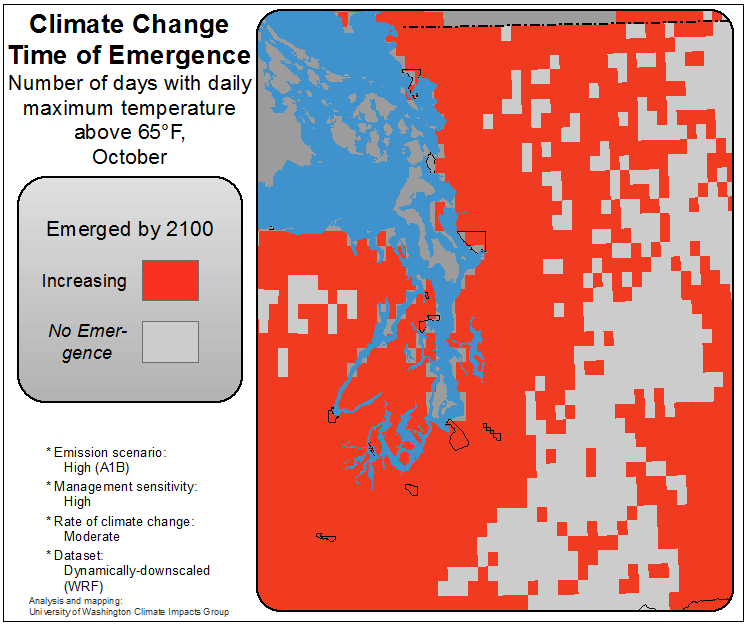 Climate Change
Time of Emergence
Number of days with daily
maximum temperature
above 65°F,
October
Emerged by 2100
Increasing
No Emer-
gence
* Emission scenario:
High (A1B)
* Management sensitivity:
High
* Rate of climate change:
Moderate
* Dataset:
Dynamically-downscaled
(WRF)
Analysis and mapping:
University of Washington Climate Impacts Group